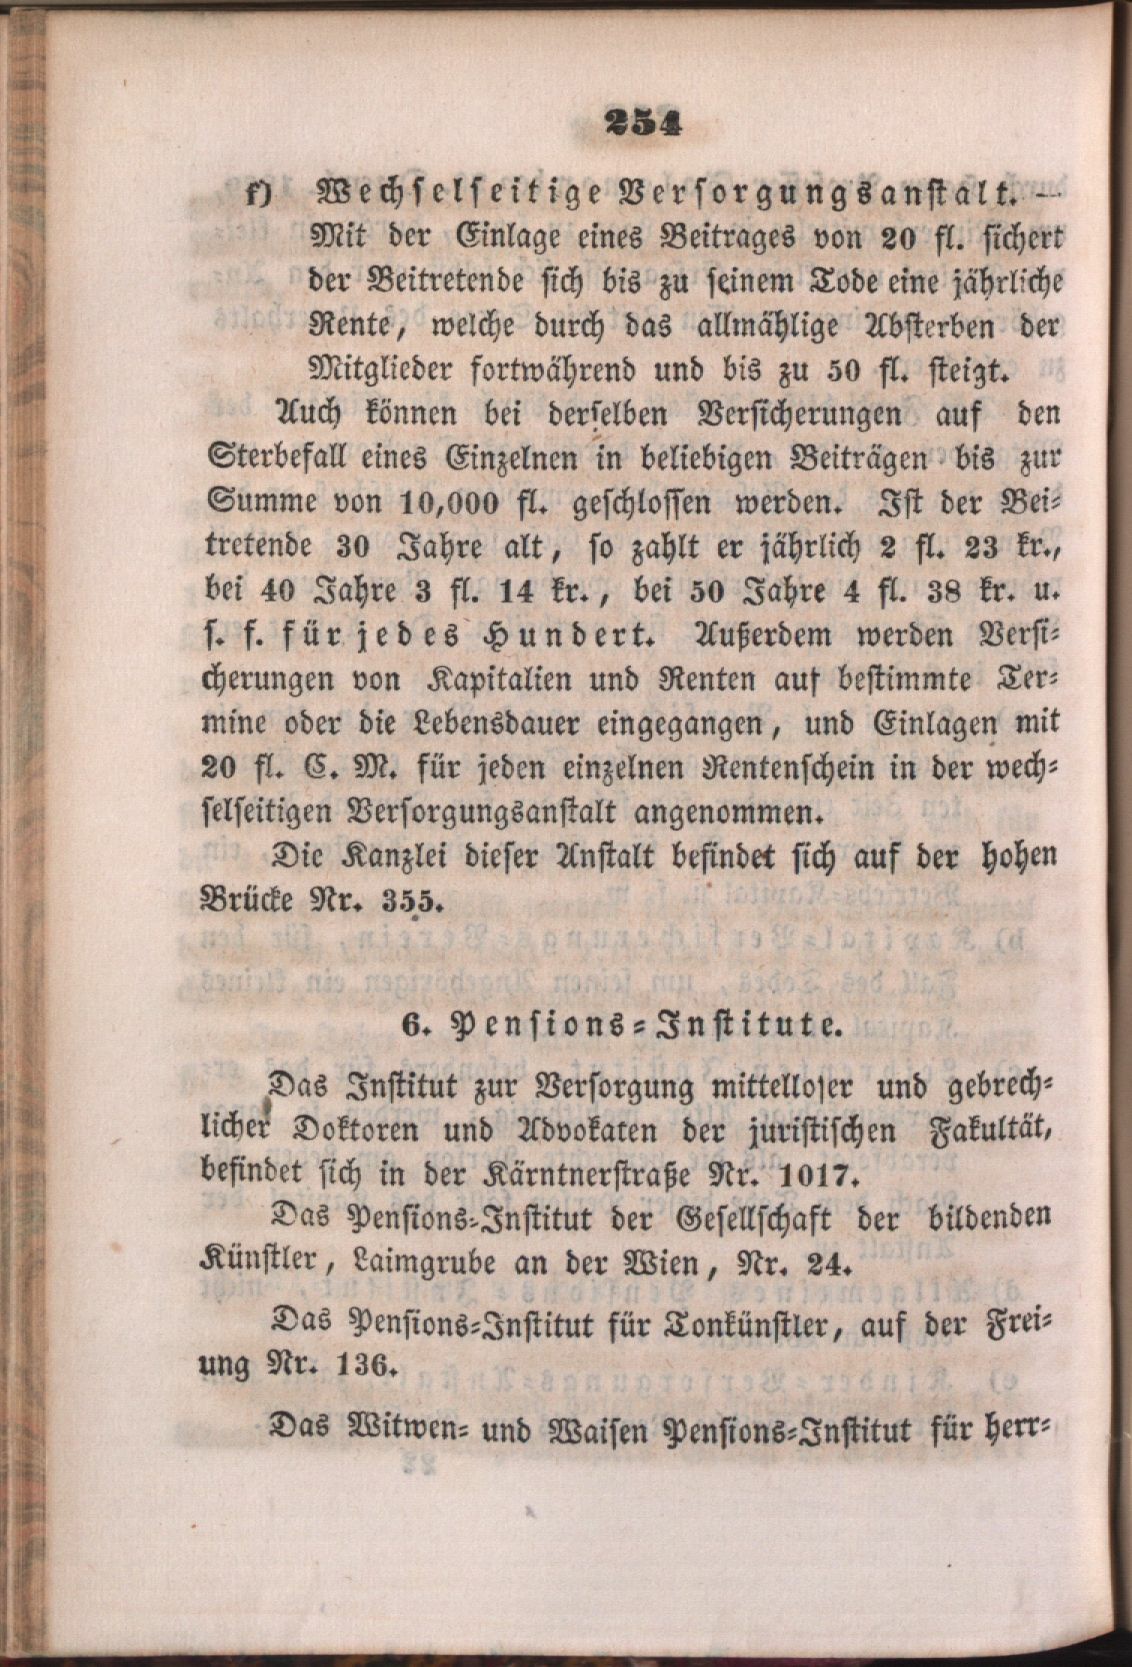 254
f) Wechselseitige Versorgungsanstalt. —
Mit der Einlage eines Beitrages von 20 fl. sichert
der Beitretende sich bis zu seinem Tode eine jährliche
Rente, welche durch das allmählige Absterben der
Mitglieder fortwährend und bis zu 50 fl. steigt.
Auch können bei derselben Versicherungen auf den
Sterbefall eines Einzelnen in beliebigen Beiträgen bis zur
Summe von 10,000 fl. geschlossen werden. Ist der Bei-
tretende 30 Jahre alt, so zahlt er jährlich 2 fl. 23 kr.,
bei 40 Jahre 3 fl. 14 kr., bei 50 Jahre 4 fl. 38 kr. u.
s. f. für jedes Hundert. Außerdem werden Versi-
cherungen von Kapitalien und Renten auf bestimmte Ter-
mine oder die Lebensdauer eingegangen, und Einlagen mit
20 fl. C. M. für jeden einzelnen Rentenschein in der wech-
selseitigen Versorgungsanstalt angenommen.
Die Kanzlei dieser Anstalt befindet sich auf der hohen
Brücke Nr. 355.
6. Pensions-Institute.
Das Institut zur Versorgung mittelloser und gebrech-
licher Doktoren und Advokaten der juristischen Fakultät,
befindet sich in der Kärntnerstraße Nr. 1017.
Das Pensions-Institut der Gesellschaft der bildenden
Künstler, Laimgrube an der Wien, Nr. 24.
Das Pensions-Institut für Tonkünstler, auf der Frei-
ung Nr. 136.
Das Witwen- und Waisen Pensions-Institut für herr-